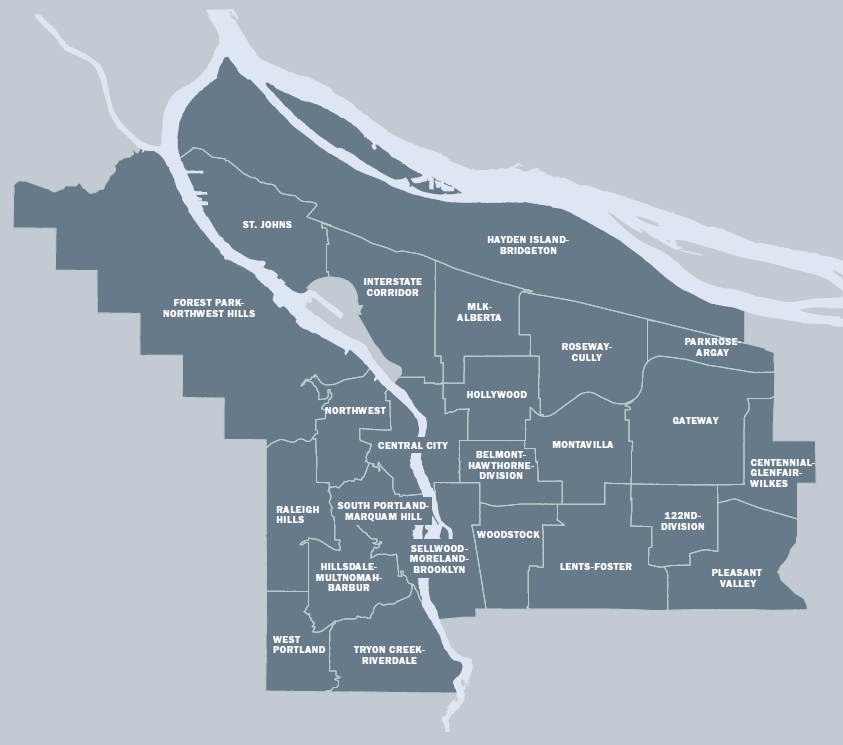 ST. JOHNS
HAYDEN ISLAND-
BRIDGETON
INTERSTATE
CORRIDOR
FOREST PARK-
NORTHWEST HILLS
MLK-
ALBERTA
ROSEWAY-
CULLY
PARKROSE-
ARGAY
HOLLYWOOD
NORTHWEST
GATEWAY
CENTRAL CITY
MONTAVILLA
BELMONT-
HAWTHORNE-
DIVISION
CENTENNIAL-
GLENFAIR-
WILKES
RALEIGH
HILLS
SOUTH PORTLAND-
MARQUAM HILL
122ND-
DIVISION
WOODSTOCK
SELLWOOD-
MORELAND-
BROOKLYN
HILLSDALE-
MULTNOMAH-
BARBUR
LENTS-FOSTER
PLEASANT
VALLEY
WEST
PORTLAND
TRYON CREEK-
RIVERDALE